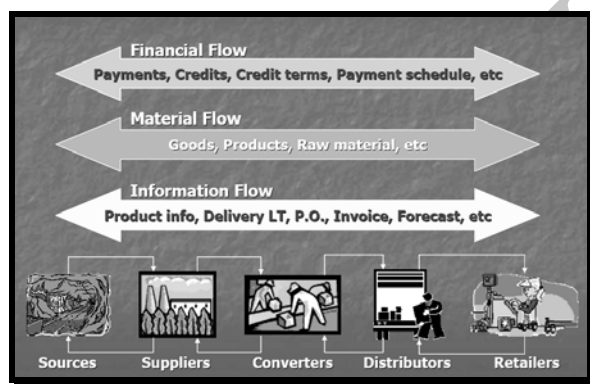 Financial Flow
Payments, Credits, Credit terms, Payment schedule, etc
Material Flow
Goods, Products, Raw material, etc
Information Flow
Product info, Delivery LT, P.O., Invoice, Forecast, etc
Sources Suppliers Converters Distributors Retailers